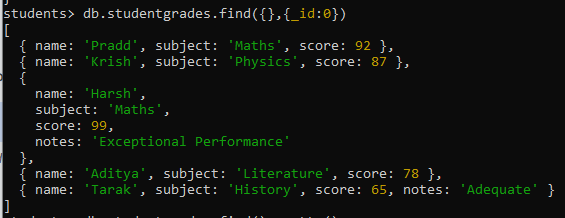 students> db.studentgrades.find({},{_id:0})
[
  { name: 'Pradd', subject: 'Maths', score: 92 },
  { name: 'Krish', subject: 'Physics', score: 87 },
  {
    name: 'Harsh',
    subject: 'Maths',
    score: 99,
    notes: 'Exceptional Performance'
  },
  { name: 'Aditya', subject: 'Literature', score: 78 },
  { name: 'Tarak', subject: 'History', score: 65, notes: 'Adequate' }
]